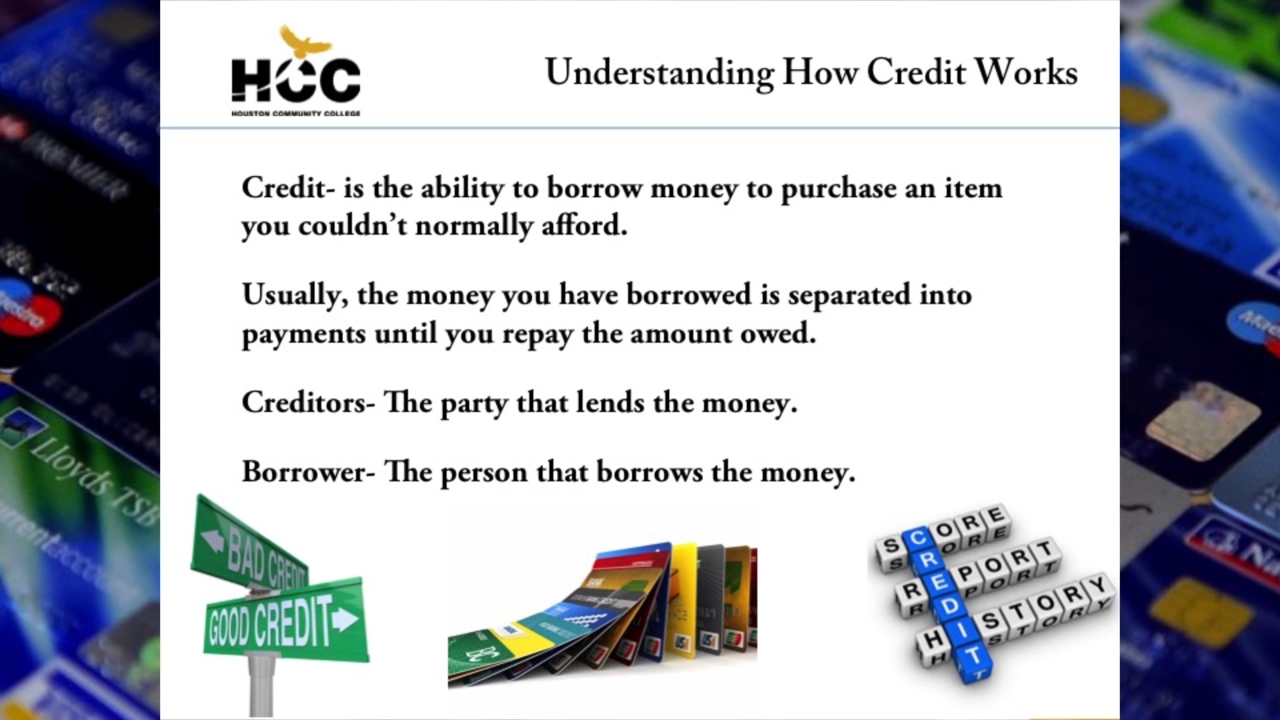 HCC
HOUSTON COMMUNITY COLLEGE
Understanding How Credit Works
Credit- is the ability to borrow money to purchase an item
you couldn’t normally afford.
Usually, the money you have borrowed is separated into
payments until you repay the amount owed.
Creditors- The party that lends the money.
Borrower- The person that borrows the money.
BAD CREDIT
GOOD CREDIT
SCORE
REPORT
HISTORY
CREDIT
Lloyds TSB